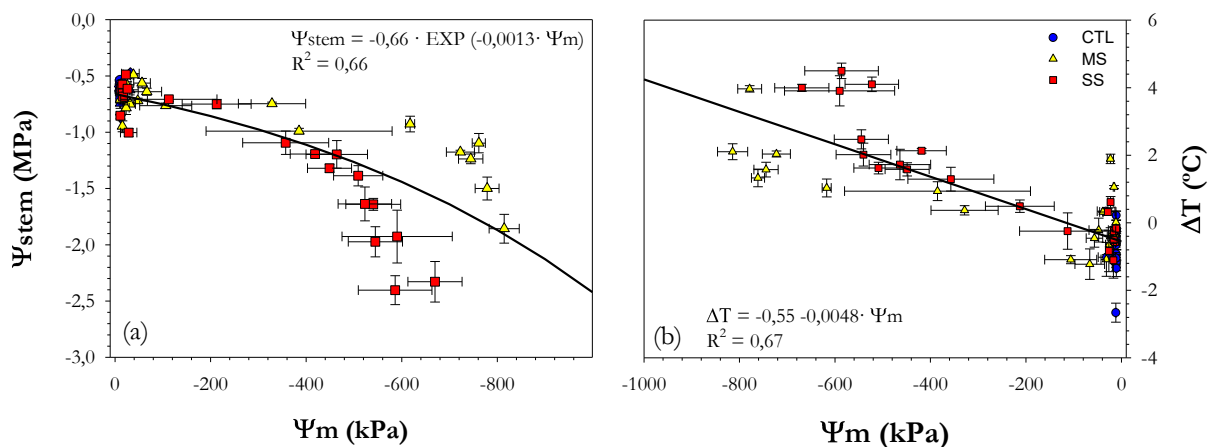 0,0
-0,5
-1,0
-1,5
-2,0
-2,5
-3,0
Ψstem (MPa)
Ψstem = -0,66 · EXP (-0,0013· Ψm)
R² = 0,66
(a)
0 -200 -400 -600 -800
Ψm (kPa)
CTL
MS
SS
ΔT = -0,55 -0,0048· Ψm
R² = 0,67
(b)
6
4
2
0
-2
-4
ΔT (ºC)
-1000 -800 -600 -400 -200 0
Ψm (kPa)